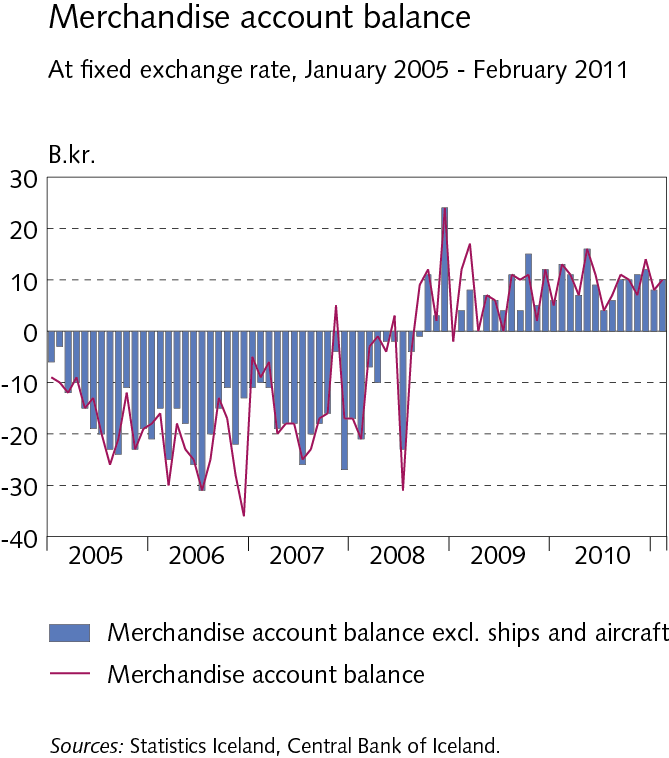 Merchandise account balance
At fixed exchange rate, January 2005 - February 2011
B.kr.
30
20
10
0
-10
-20
-30
-40
2005 2006 2007 2008 2009 2010
Merchandise account balance excl. ships and aircraft
Merchandise account balance
Sources: Statistics Iceland, Central Bank of Iceland.